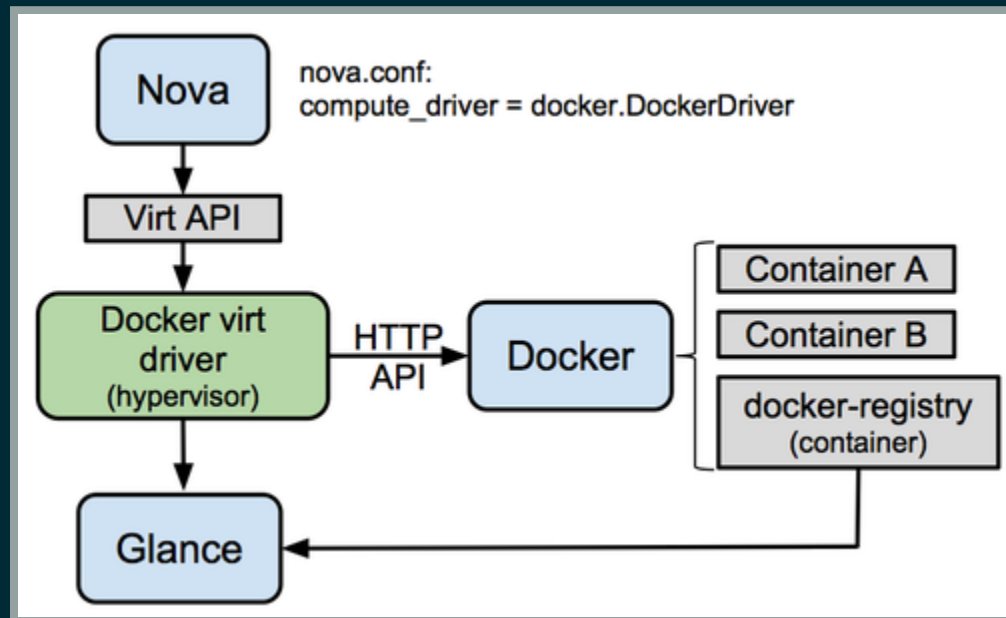 Nova
nova.conf:
compute_driver = docker.DockerDriver
Virt API
Docker virt
driver
(hypervisor)
HTTP
API
Docker
Container A
Container B
docker-registry
(container)
Glance